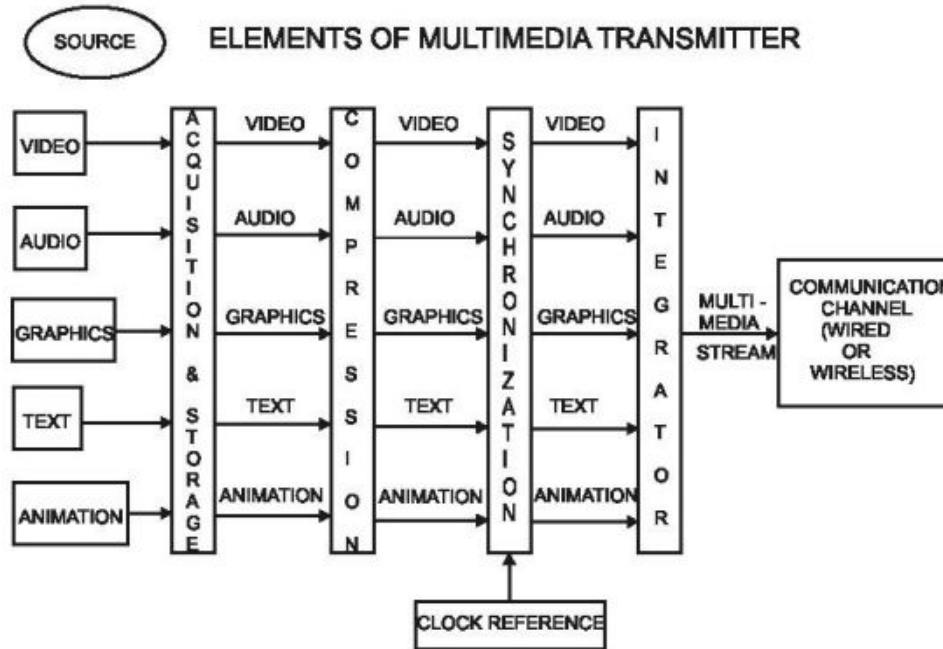 SOURCE
ELEMENTS OF MULTIMEDIA TRANSMITTER
VIDEO
AUDIO
GRAPHICS
TEXT
ANIMATION
ACQUISITION & STORAGE
VIDEO
AUDIO
GRAPHICS
TEXT
ANIMATION
COMPRESSION
VIDEO
AUDIO
GRAPHICS
TEXT
ANIMATION
SYNCHRONIZATION
VIDEO
AUDIO
GRAPHICS
TEXT
ANIMATION
INTEGRATOR
MULTI -
MEDIA
STREAM
COMMUNICATION
CHANNEL
(WIRED
OR
WIRELESS)
CLOCK REFERENCE